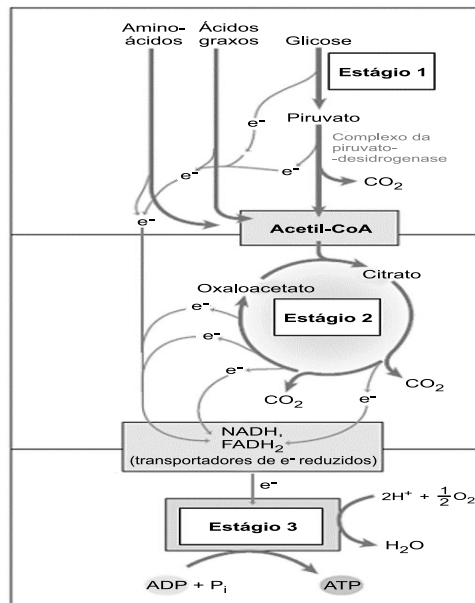 Amino-
ácidos
Ácidos
graxos
Glicose
Estágio 1
Piruvato
e-
Complexo da
piruvato-
-desidrogenase
e-
e-
CO2
e-
Acetil-CoA
Oxaloacetato
Citrato
Estágio 2
e-
e-
e-
e-
CO2
CO2
NADH,
FADH2
(transportadores de e- reduzidos)
e-
2H+ + 1/2O2
Estágio 3
H2O
ADP + Pi
ATP